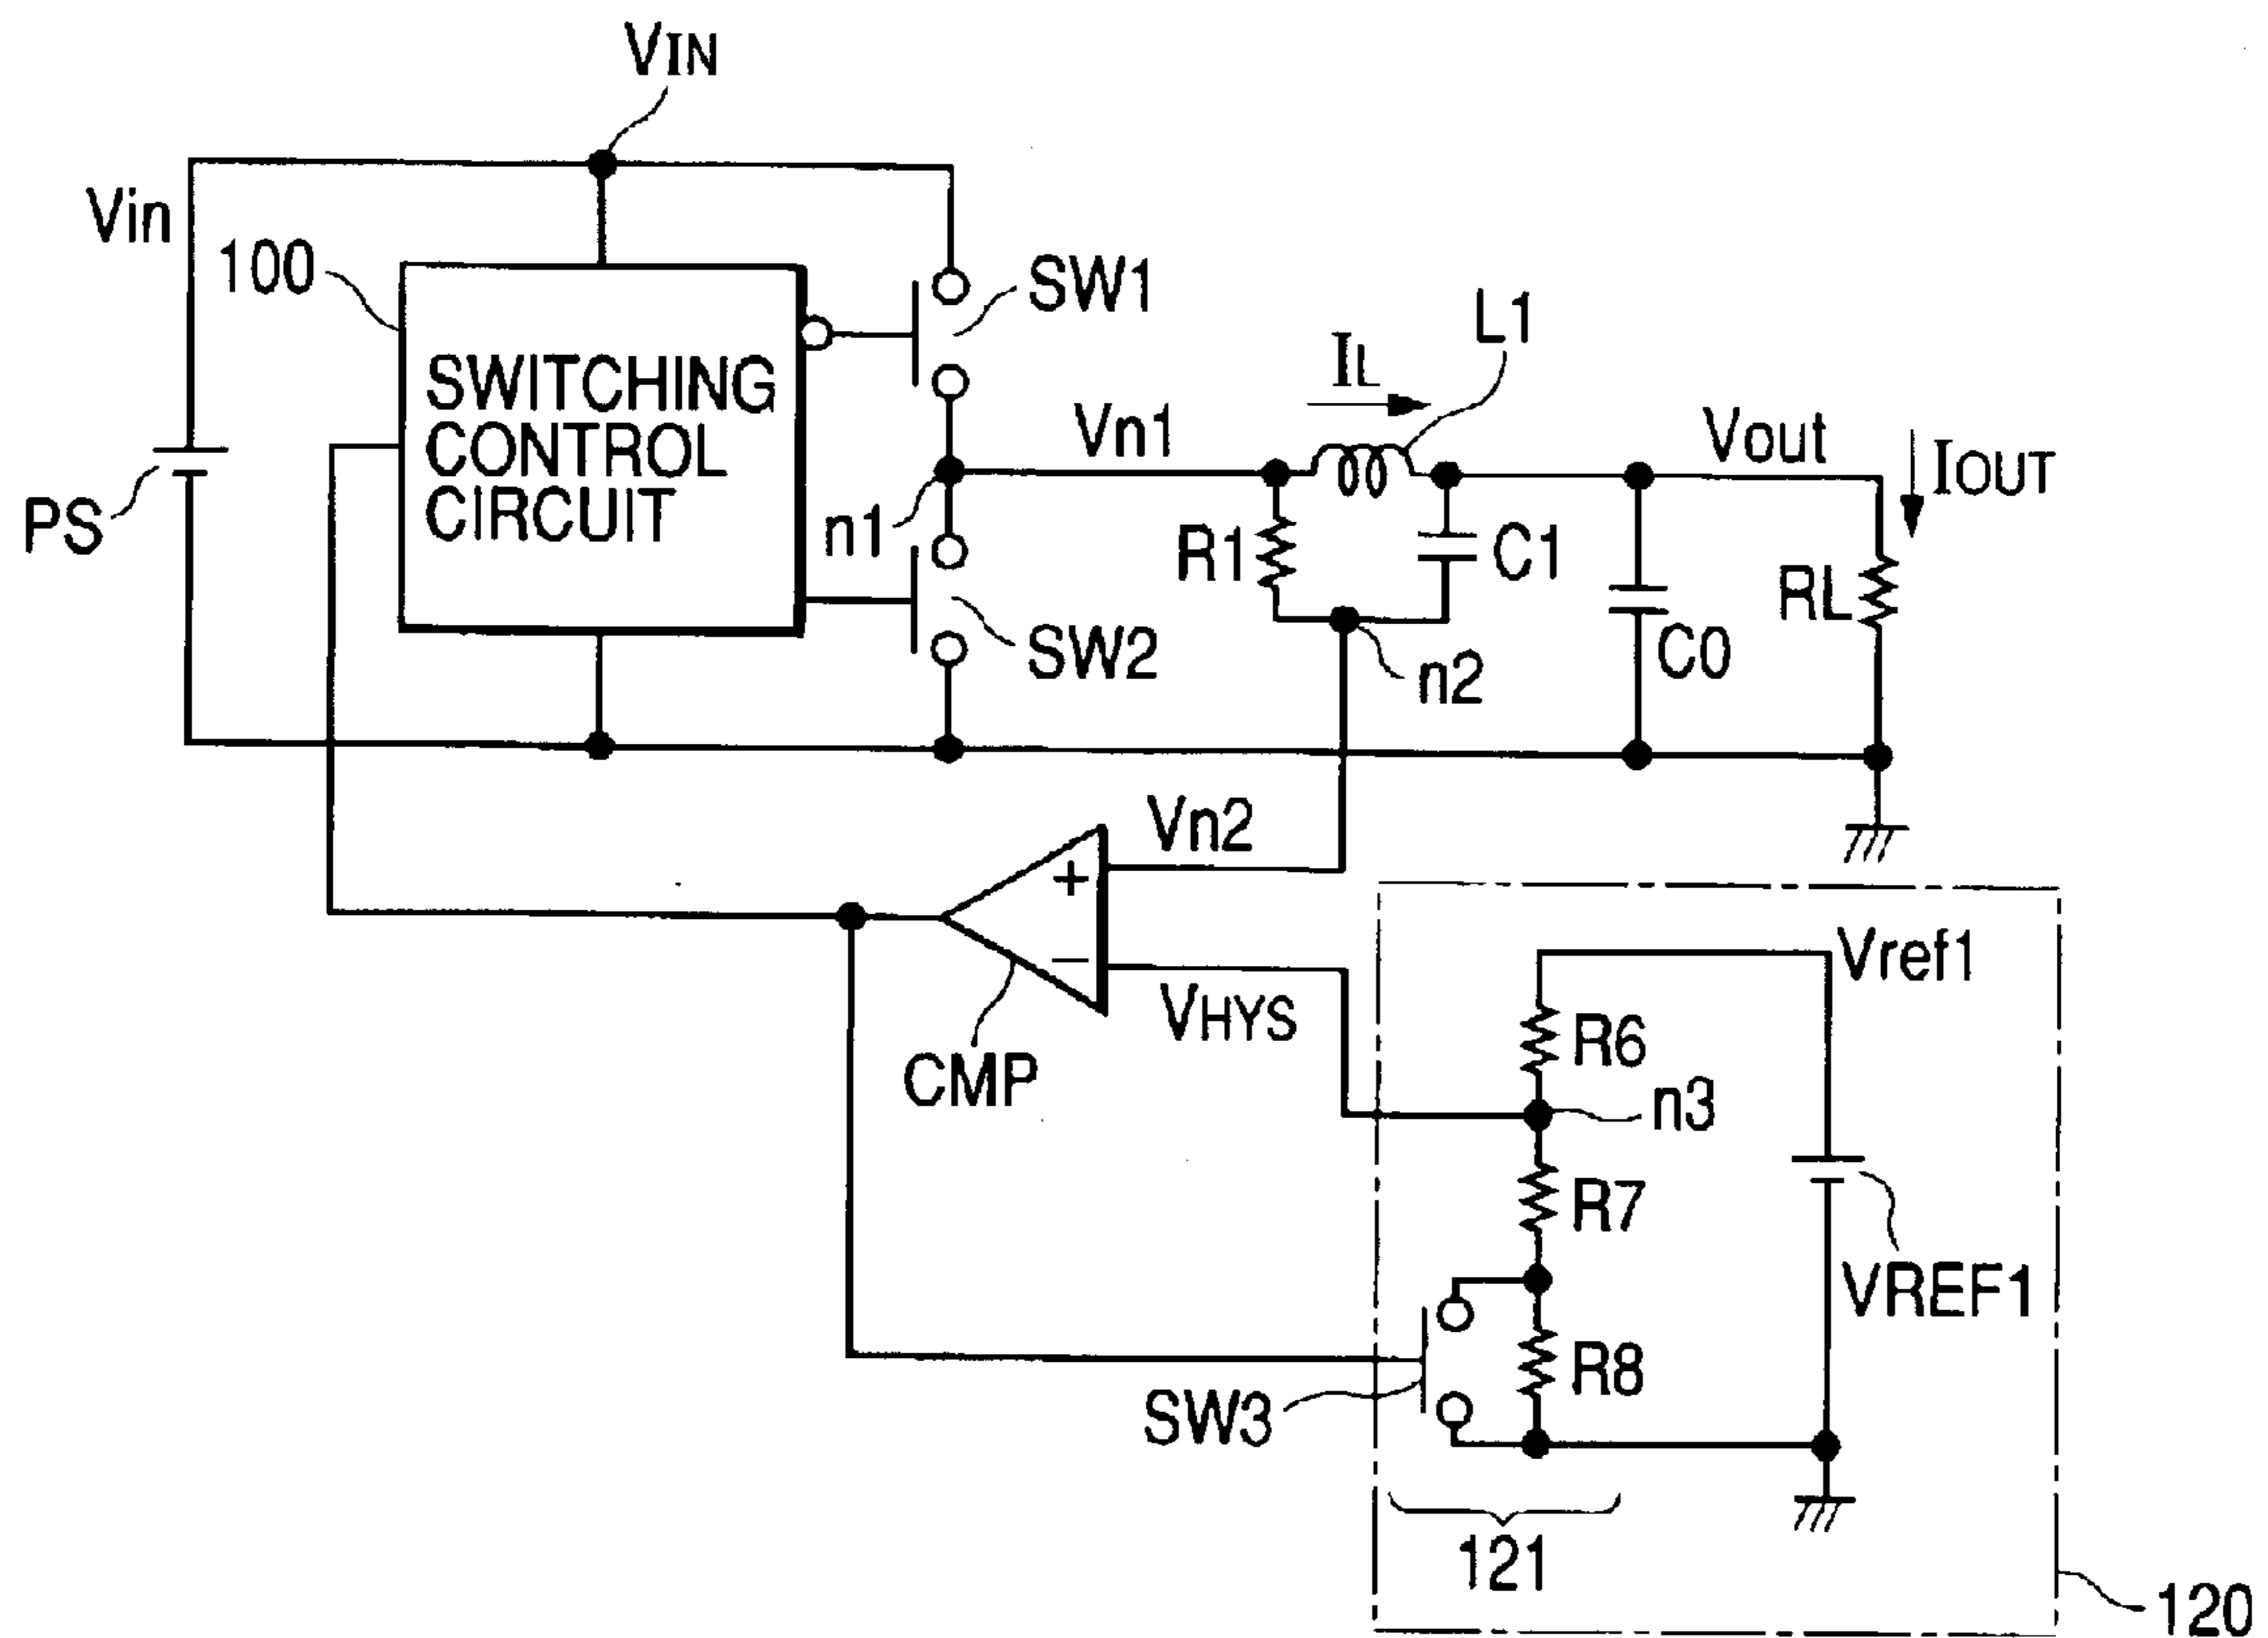 VIN
Vin
100
SW1
SWITCHING
CONTROL
CIRCUIT
PS
n1
SW2
Vn1
IL
L1
Vout
IOUT
R1
C1
n2
C0
RL
Vn2
+
−
VHYS
CMP
Vref1
R6
n3
R7
VREF1
R8
SW3
121
120